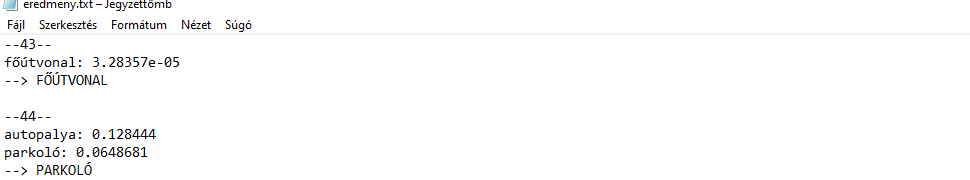 eredmeny.txt – Jegyzettömb
Fájl Szerkesztés Formátum Nézet Súgó
--43--
főútvonal: 3.28357e-05
--> FŐÚTVONAL
--44--
autopalya: 0.128444
parkoló: 0.0648681
--> PARKOLÓ